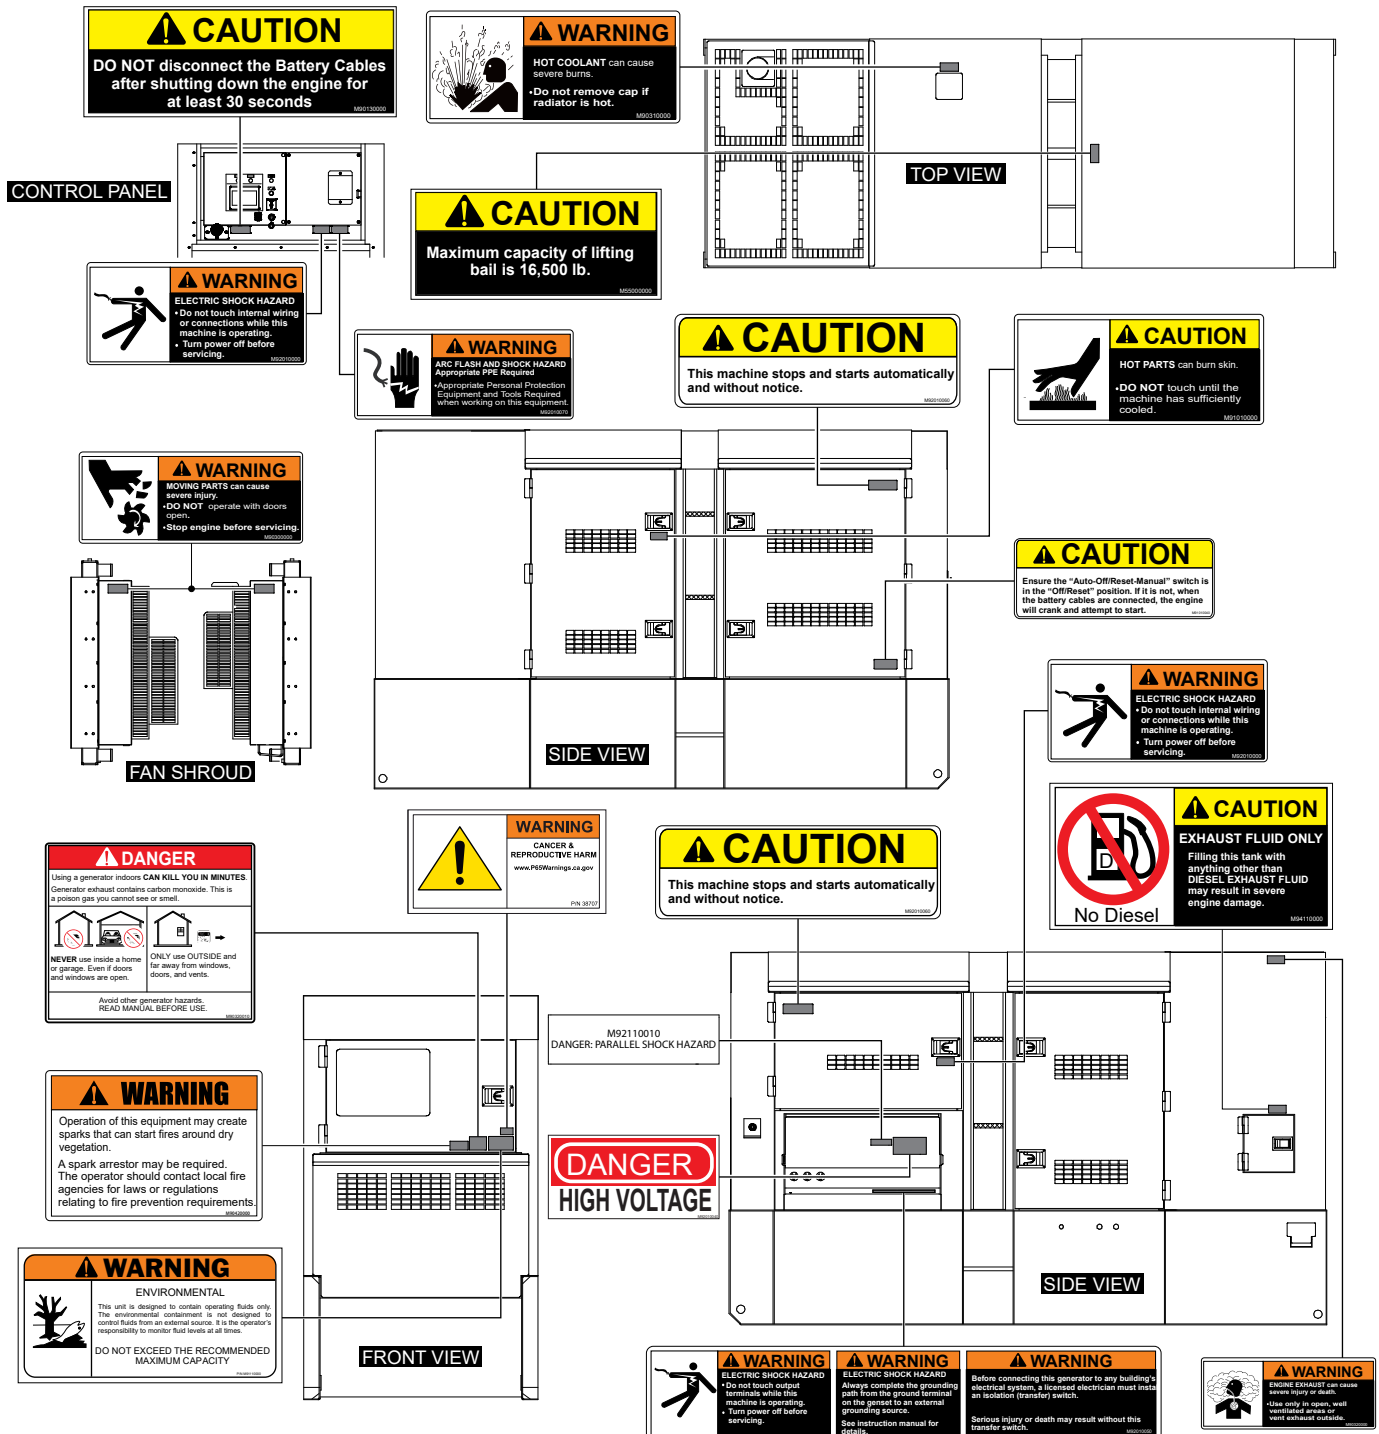 CAUTION
DO NOT disconnect the Battery Cables
after shutting down the engine for
at least 30 seconds
M90130000
WARNING
HOT COOLANT can cause
severe burns.
•Do not remove cap if
radiator is hot.
M90310000
CONTROL PANEL
TOP VIEW
CAUTION
Maximum capacity of lifting
bail is 16,500 lb.
M55000000
WARNING
ELECTRIC SHOCK HAZARD
• Do not touch internal wiring
or connections while this
machine is operating.
• Turn power off before
servicing.
M92010000
WARNING
ARC FLASH AND SHOCK HAZARD
Appropriate PPE Required
•Appropriate Personal Protection
Equipment and Tools Required
when working on this equipment.
M92010070
CAUTION
This machine stops and starts automatically
and without notice.
M92010060
CAUTION
HOT PARTS can burn skin.
•DO NOT touch until the
machine has sufficiently
cooled.
M91010000
WARNING
MOVING PARTS can cause
severe injury.
•DO NOT operate with doors
open.
•Stop engine before servicing.
M90300000
FAN SHROUD
CAUTION
Ensure the “Auto-Off/Reset-Manual” switch is
in the “Off/Reset” position. If it is not, when
the battery cables are connected, the engine
will crank and attempt to start.
SIDE VIEW
WARNING
ELECTRIC SHOCK HAZARD
• Do not touch internal wiring
or connections while this
machine is operating.
• Turn power off before
servicing.
M92010000
D
No Diesel
CAUTION
EXHAUST FLUID ONLY
Filling this tank with
anything other than
DIESEL EXHAUST FLUID
may result in severe
engine damage.
M94110000
WARNING
CANCER &
REPRODUCTIVE HARM
www.P65Warnings.ca.gov
P/N 38707
CAUTION
This machine stops and starts automatically
and without notice.
M92010060
DANGER
Using a generator indoors CAN KILL YOU IN MINUTES.
Generator exhaust contains carbon monoxide. This is
a poison gas you cannot see or smell.
NEVER use inside a home
or garage. Even if doors
and windows are open.
ONLY use OUTSIDE and
far away from windows,
doors, and vents.
Avoid other generator hazards.
READ MANUAL BEFORE USE.
M90320010
M92110010
DANGER: PARALLEL SHOCK HAZARD
WARNING
Operation of this equipment may create
sparks that can start fires around dry
vegetation.
A spark arrestor may be required.
The operator should contact local fire
agencies for laws or regulations
relating to fire prevention requirements.
DANGER
HIGH VOLTAGE
WARNING
ENVIRONMENTAL
This unit is designed to contain operating fluids only.
The environmental containment is not designed to
control fluids from an external source. It is the operator's
responsibility to monitor fluid levels at all times.
DO NOT EXCEED THE RECOMMENDED
MAXIMUM CAPACITY
FRONT VIEW
SIDE VIEW
WARNING
ELECTRIC SHOCK HAZARD
• Do not touch output
terminals while this
machine is operating.
• Turn power off before
servicing.
WARNING
ELECTRIC SHOCK HAZARD
Always complete the grounding
path from the ground terminal
on the genset to an external
grounding source.
See instruction manual for
details.
WARNING
Before connecting this generator to any building's
electrical system, a licensed electrician must insta
an isolation (transfer) switch.
Serious injury or death may result without this
transfer switch.
WARNING
ENGINE EXHAUST can cause
severe injury or death.
•Use only in open, well
ventilated areas or
vent exhaust outside.